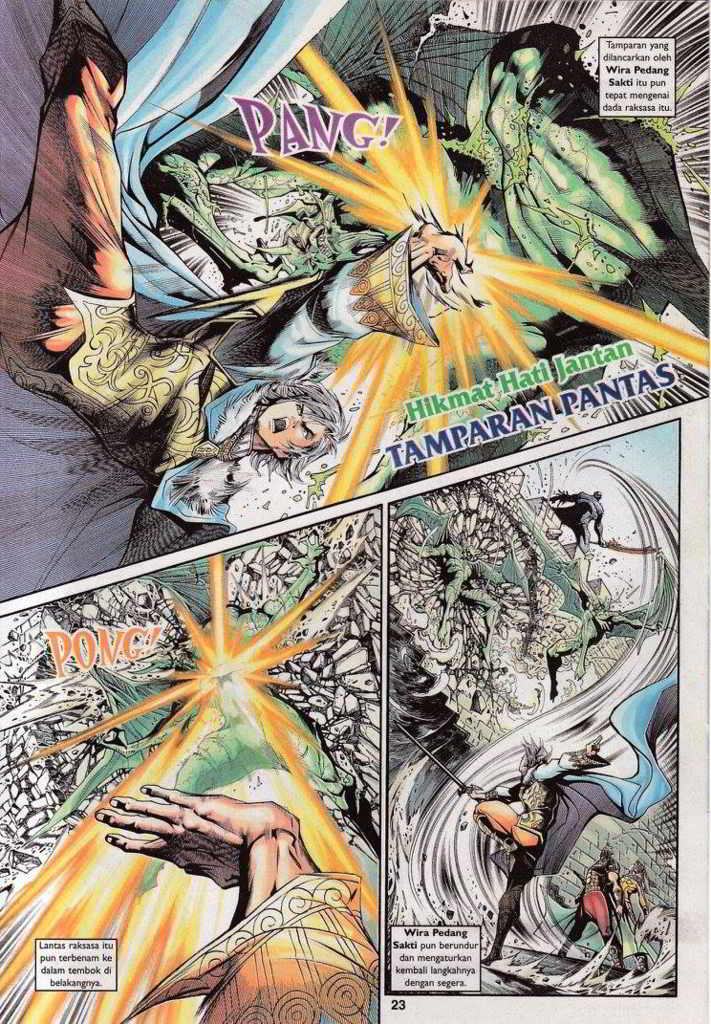 Tamparan yang
dilancarkan oleh
Wira Pedang
Sakti itu pun
tepat mengenai
dada raksasa itu.
PANG!
Hikmat Hati Jantan
TAMPARAN PANTAS
PONG!
Lantas raksasa itu
pun terbenam ke
dalam tembok di
belakangnya.
Wira Pedang
Sakti pun berundur
dan mengaturkan
kembali langkahnya
dengan segera.
23